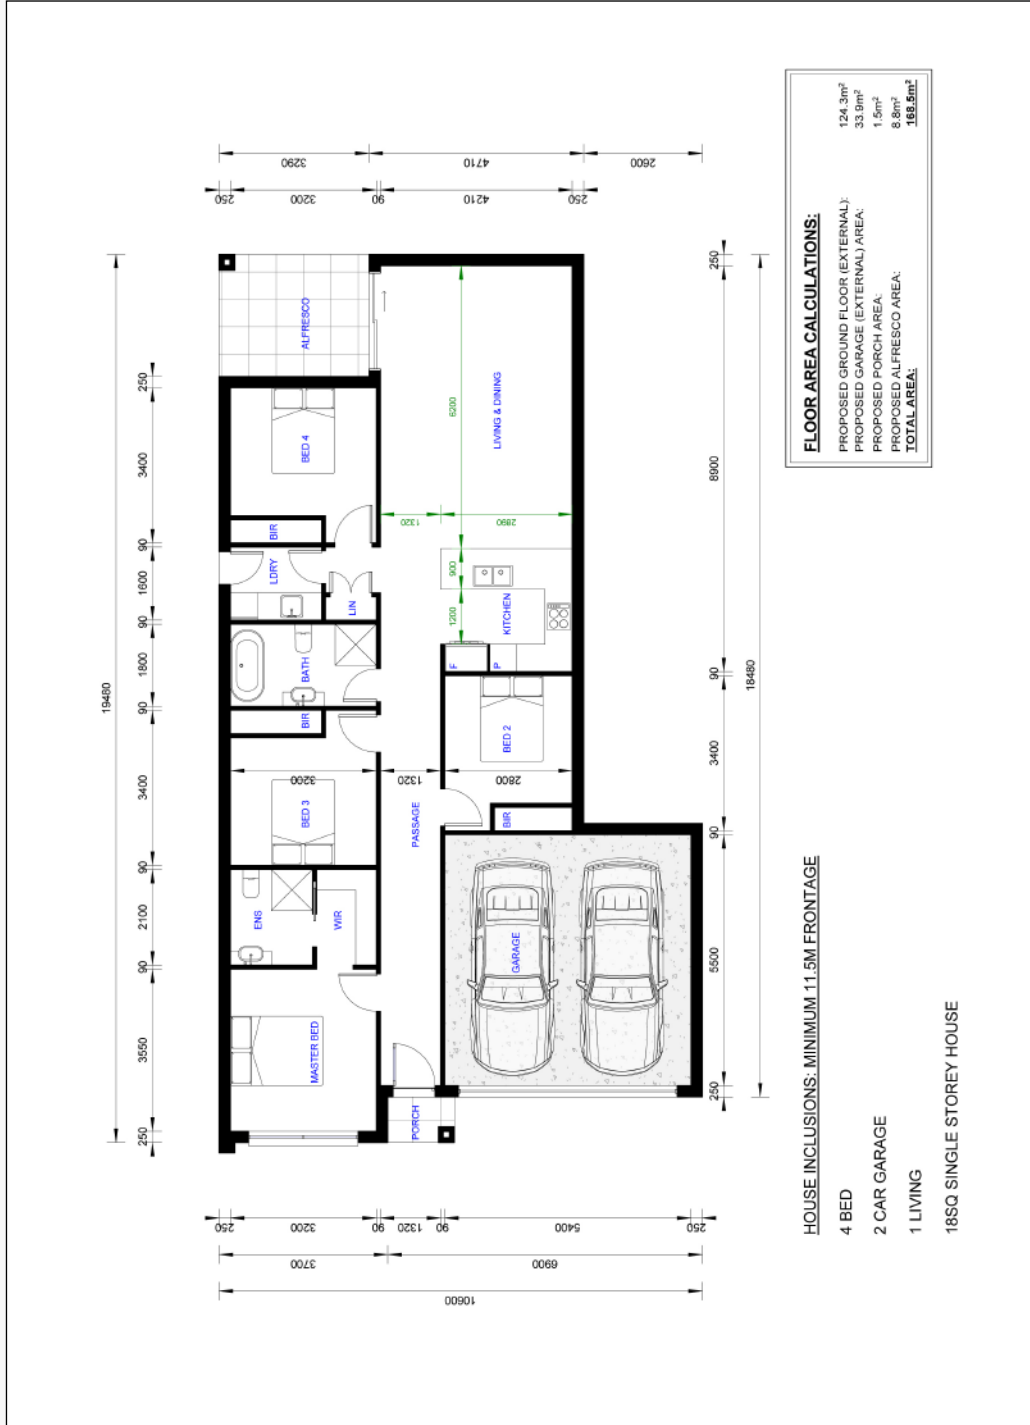 3290
4710
2600
250
3200
90
4210
250
19480
250
3400
90
1600
90
1800
90
3400
90
2100
90
3550
250
ALFRESCO
BED 4
BIR
LDRY
LIN
BATH
BIR
BED 3
3200
ENS
WIR
MASTER BED
LIVING & DINING
6200
1320
2890
900
1200
KITCHEN
F
P
BED 2
2800
BIR
1320
PASSAGE
GARAGE
PORCH
250
8900
90
3400
90
5500
250
18480
250
3200
90
1320
90
5400
250
3700
6900
10600
FLOOR AREA CALCULATIONS:
PROPOSED GROUND FLOOR (EXTERNAL): 124.3m²
PROPOSED GARAGE (EXTERNAL) AREA: 33.9m²
PROPOSED PORCH AREA: 1.5m²
PROPOSED ALFRESCO AREA: 8.8m²
TOTAL AREA: 168.5m²
HOUSE INCLUSIONS: MINIMUM 11.5M FRONTAGE
4 BED
2 CAR GARAGE
1 LIVING
18SQ SINGLE STOREY HOUSE